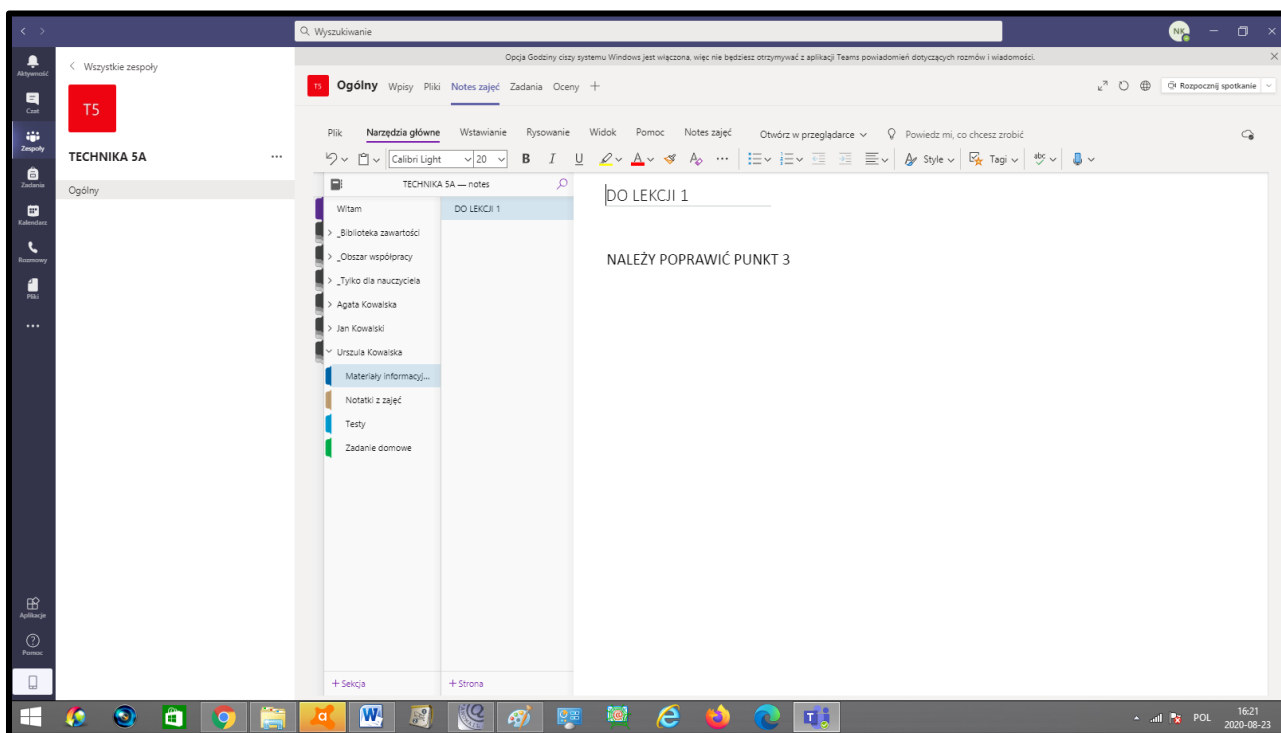 Wyszukiwanie
NK
Aktywność
Czat
Zespoły
Zadania
Kalendarz
Rozmowy
Pliki
Aplikacje
Pomoc
Wszystkie zespoły
T5
TECHNIKA 5A
Ogólny
Opcja Godziny ciszy systemu Windows jest włączona, więc nie będziesz otrzymywać z aplikacji Teams powiadomień dotyczących rozmów i wiadomości.
T5 Ogólny Wpisy Pliki Notes zajęć Zadania Oceny
Rozpocznij spotkanie
Plik Narzędzia główne Wstawianie Rysowanie Widok Pomoc Notes zajęć Otwórz w przeglądarce Powiedz mi, co chcesz zrobić
Calibri Light 20 B I U A A Style Tagi abc
TECHNIKA 5A — notes
Witam
_Biblioteka zawartości
_Obszar współpracy
_Tylko dla nauczyciela
Agata Kowalska
Jan Kowalski
Urszula Kowalska
Materiały informacyj...
Notatki z zajęć
Testy
Zadanie domowe
+ Sekcja
DO LEKCJI 1
+ Strona
DO LEKCJI 1
NALEŻY POPRAWIĆ PUNKT 3
POL
16:21
2020-08-23